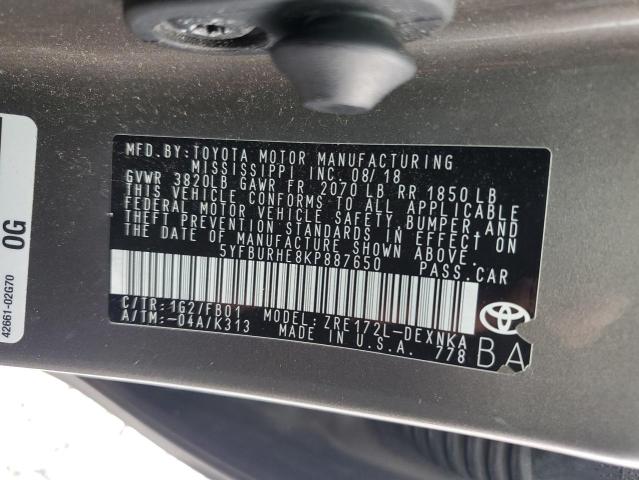 MFD. BY: TOYOTA MOTOR MANUFACTURING
MISSISSIPPI INC. 08/18
GVWR 3820LB GAWR FR 2070 LB RR 1850 LB
THIS VEHICLE CONFORMS TO ALL APPLICABLE
FEDERAL MOTOR VEHICLE SAFETY, BUMPER, AND
THEFT PREVENTION STANDARDS IN EFFECT ON
THE DATE OF MANUFACTURE SHOWN ABOVE.
5YFBURHE8KP887650 PASS.CAR
C/TR: 1G2/FB01 MODEL: ZRE172L-DEXNKA
A/TM: -04A/K313 MADE IN U.S.A. 778
BA
0G
42661-02G70